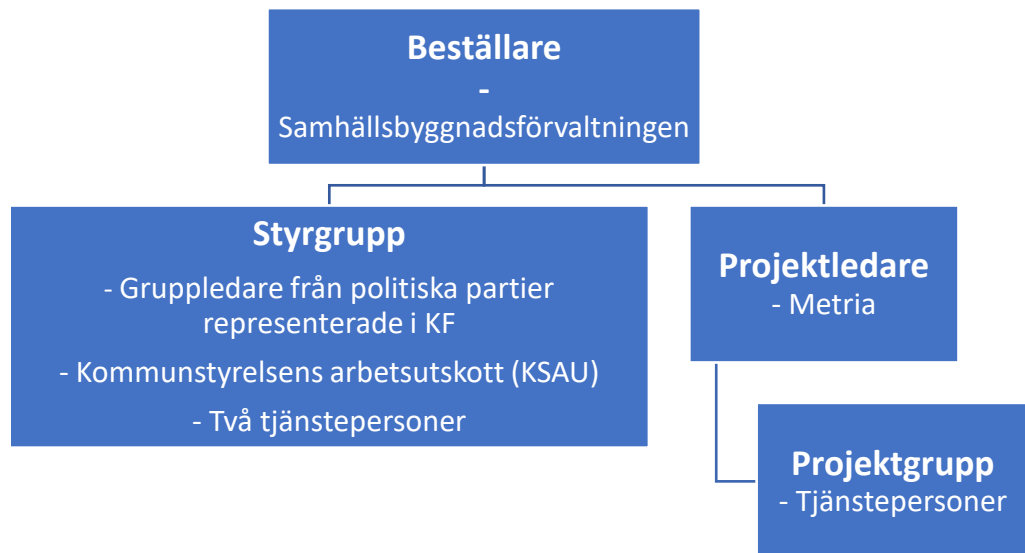 Beställare
-
Samhällsbyggnadsförvaltningen
Styrgrupp
- Gruppledare från politiska partier
representerade i KF
- Kommunstyrelsens arbetsutskott (KSAU)
- Två tjänstepersoner
Projektledare
- Metria
Projektgrupp
- Tjänstepersoner